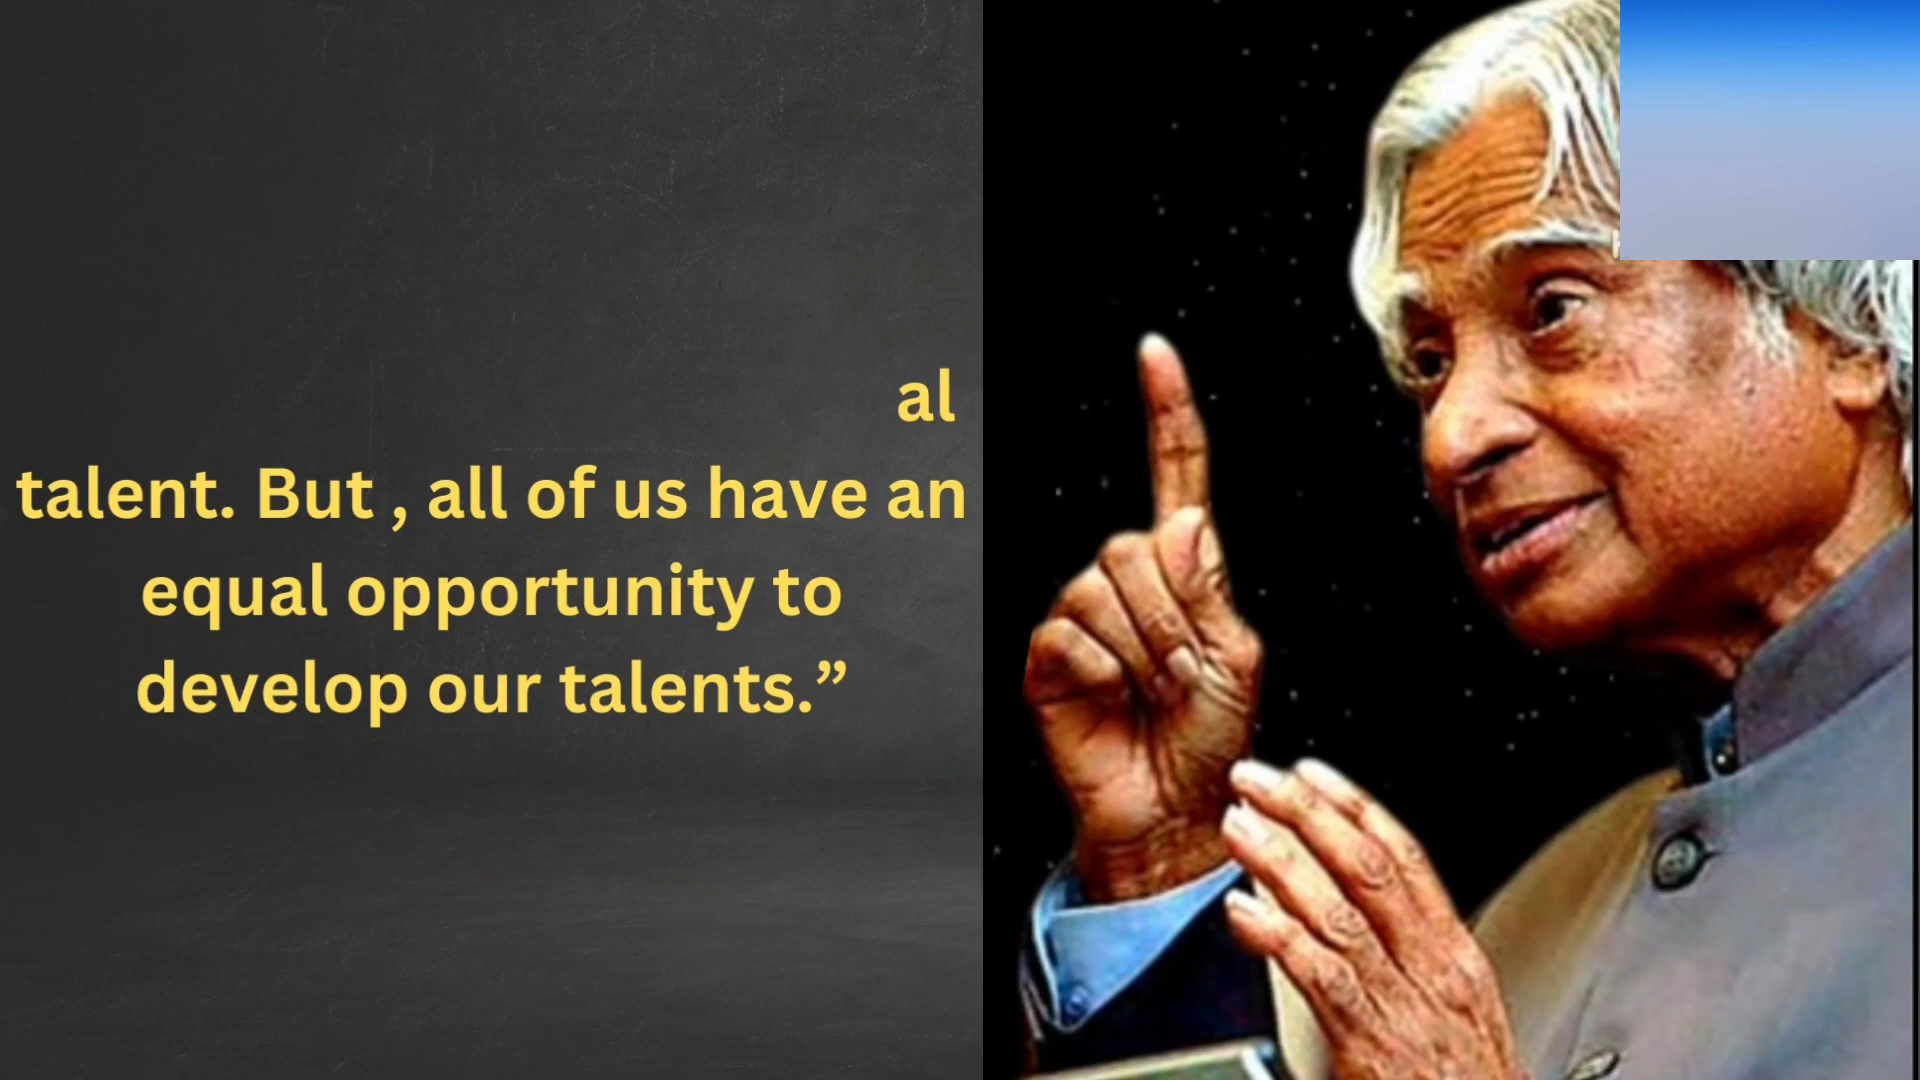 al
talent. But , all of us have an
equal opportunity to
develop our talents.”